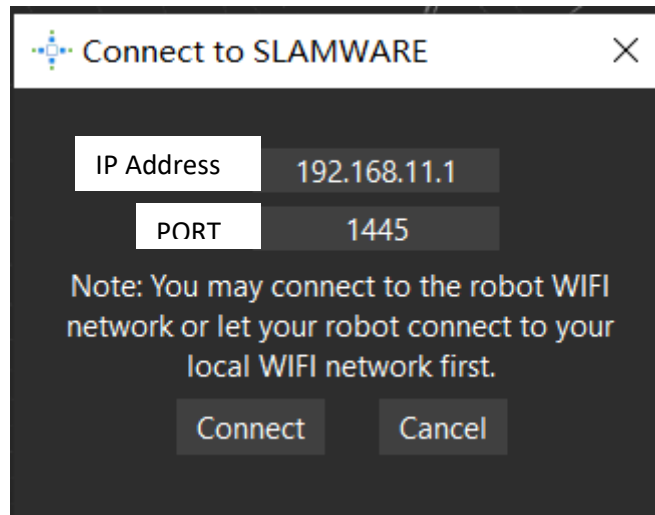 Connect to SLAMWARE
IP Address 192.168.11.1
PORT 1445
Note: You may connect to the robot WIFI
network or let your robot connect to your
local WIFI network first.
Connect Cancel